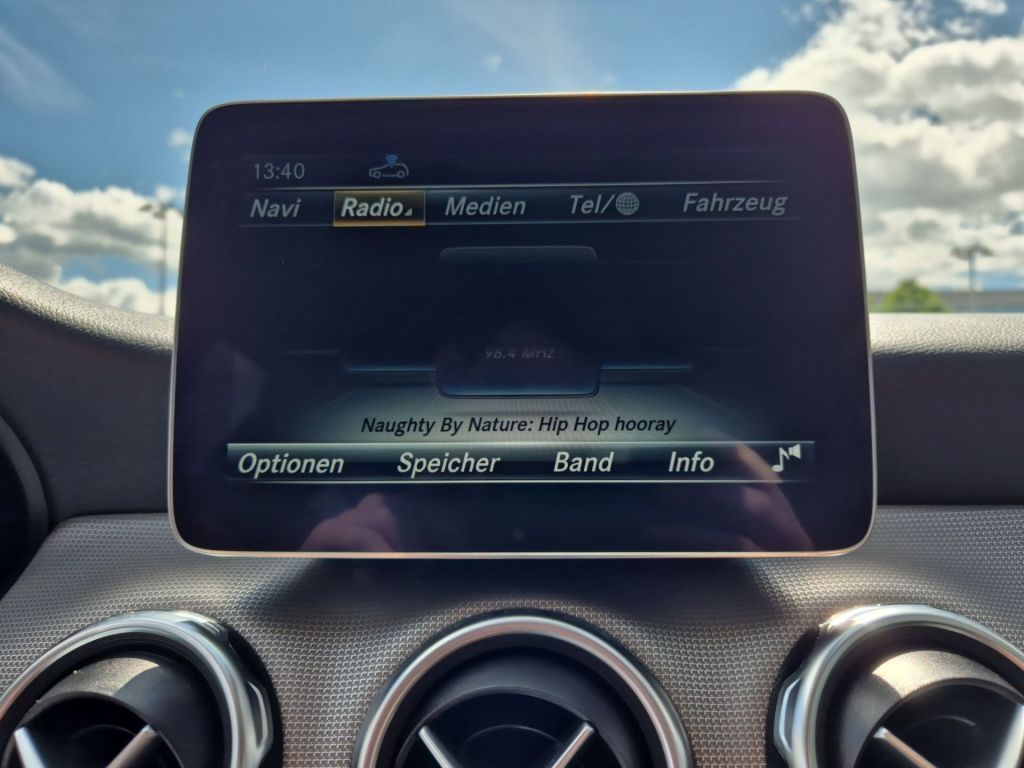 13:40
Navi Radio Medien Tel/ Fahrzeug
98.4 MHz
Naughty By Nature: Hip Hop hooray
Optionen Speicher Band Info